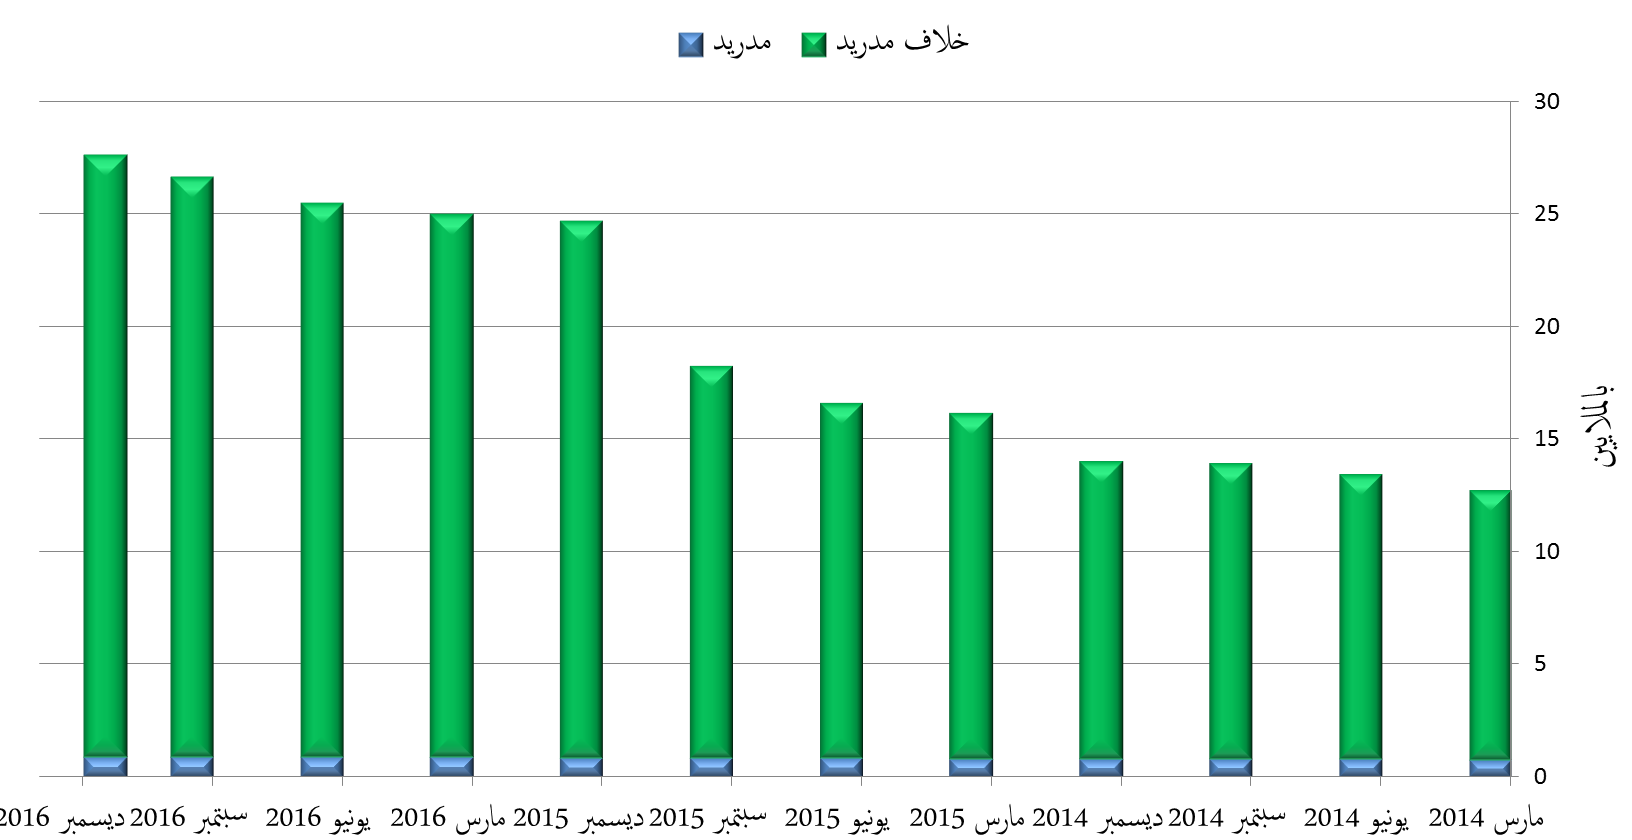 خلاف مدريد
مدريد
30
25
20
15
10
5
0
بالملايين
مارس 2014
يونيو 2014
سبتمبر 2014
ديسمبر 2014
مارس 2015
يونيو 2015
سبتمبر 2015
ديسمبر 2015
مارس 2016
يونيو 2016
سبتمبر 2016
ديسمبر 2016